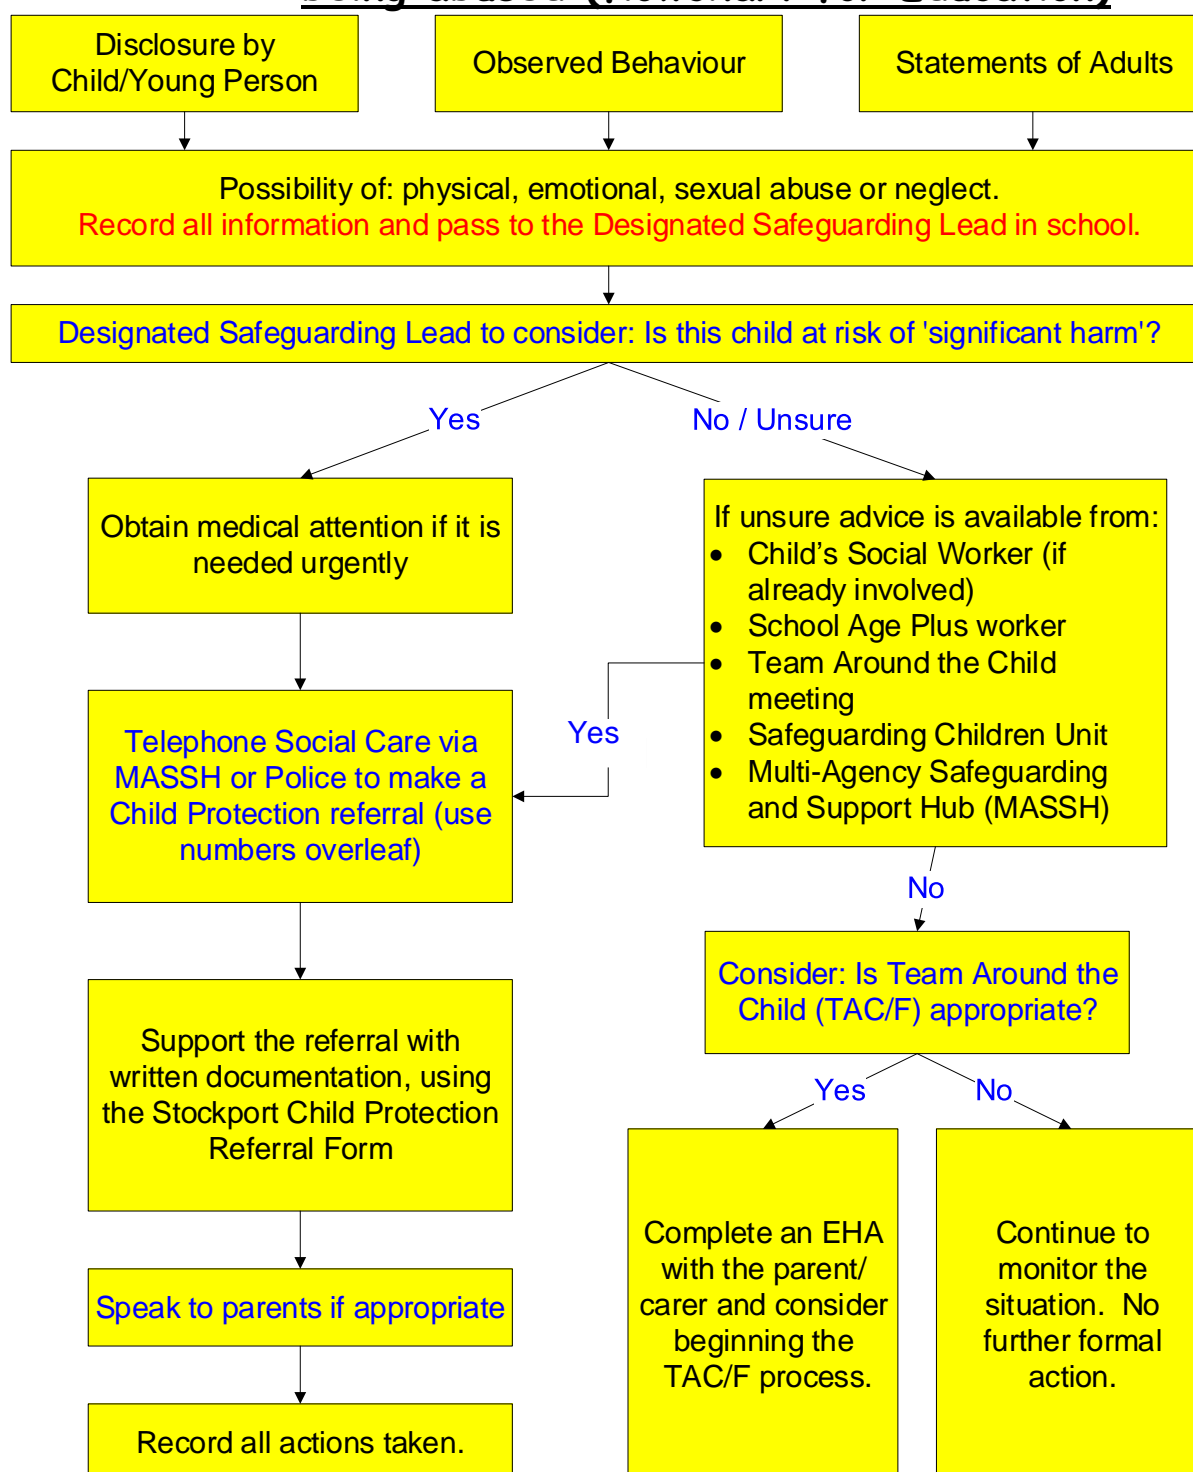 Disclosure by
Child/Young Person
Observed Behaviour
Statements of Adults
Possibility of: physical, emotional, sexual abuse or neglect.
Record all information and pass to the Designated Safeguarding Lead in school.
Designated Safeguarding Lead to consider: Is this child at risk of 'significant harm'?
Yes
No / Unsure
Obtain medical attention if it is
needed urgently
If unsure advice is available from:
• Child’s Social Worker (if
already involved)
• School Age Plus worker
• Team Around the Child
meeting
• Safeguarding Children Unit
• Multi-Agency Safeguarding
and Support Hub (MASSH)
Yes
Telephone Social Care via
MASSH or Police to make a
Child Protection referral (use
numbers overleaf)
No
Consider: Is Team Around the
Child (TAC/F) appropriate?
Support the referral with
written documentation, using
the Stockport Child Protection
Referral Form
Yes
No
Complete an EHA
with the parent/
carer and consider
beginning the
TAC/F process.
Continue to
monitor the
situation. No
further formal
action.
Speak to parents if appropriate
Record all actions taken.